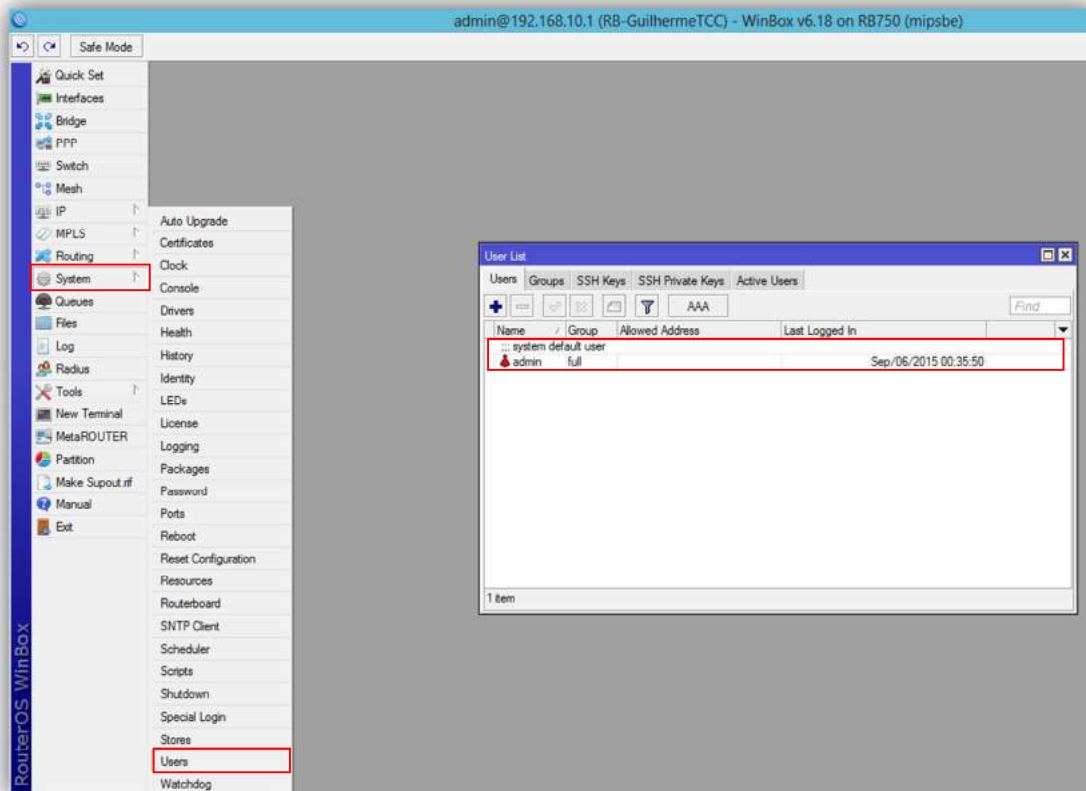 admin@192.168.10.1 (RB-GuilhermeTCC) - WinBox v6.18 on RB750 (mipsbe)
Safe Mode
Quick Set
Interfaces
Bridge
PPP
Switch
Mesh
IP
MPLS
Routing
System
Queues
Files
Log
Radius
Tools
New Terminal
MetaROUTER
Partition
Make Supout.rif
Manual
Exit
RouterOS WinBox
Auto Upgrade
Certificates
Clock
Console
Drivers
Health
History
Identity
LEDs
License
Logging
Packages
Password
Ports
Reboot
Reset Configuration
Resources
Routerboard
SNTP Client
Scheduler
Scripts
Shutdown
Special Login
Stores
Users
Watchdog
User List
Users Groups SSH Keys SSH Private Keys Active Users
AAA Find
Name / Group Allowed Address Last Logged In
;;; system default user
admin full Sep/06/2015 00:35:50
1 item